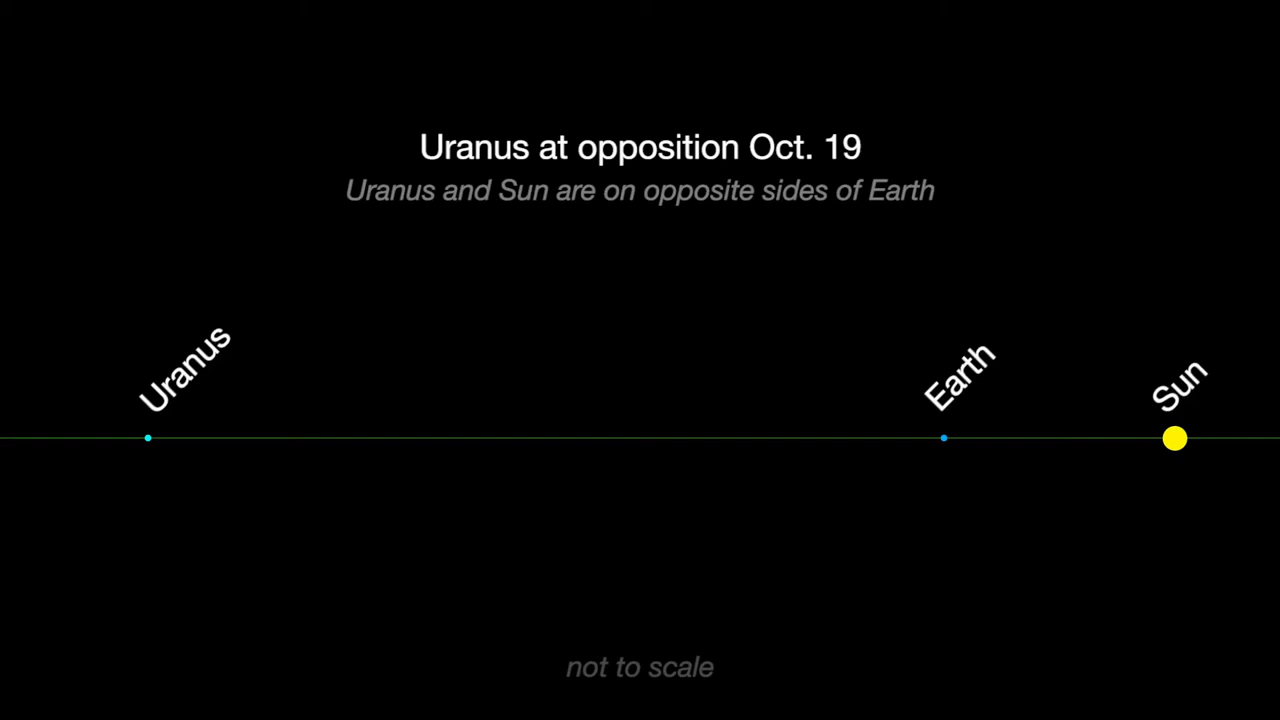 Uranus at opposition Oct. 19
Uranus and Sun are on opposite sides of Earth
Uranus
Earth
Sun
not to scale